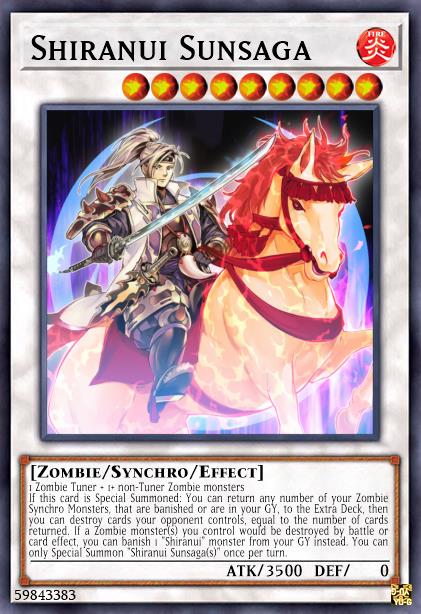 Shiranui Sunsaga
FIRE
炎
[Zombie/Synchro/Effect]
1 Zombie Tuner + 1+ non-Tuner Zombie monsters
If this card is Special Summoned: You can return any number of your Zombie
Synchro Monsters, that are banished or are in your GY, to the Extra Deck, then
you can destroy cards your opponent controls, equal to the number of cards
returned. If a Zombie monster(s) you control would be destroyed by battle or
card effect, you can banish 1 "Shiranui" monster from your GY instead. You can
only Special Summon "Shiranui Sunsaga(s)" once per turn.
ATK/3500 DEF/ 0
59843383